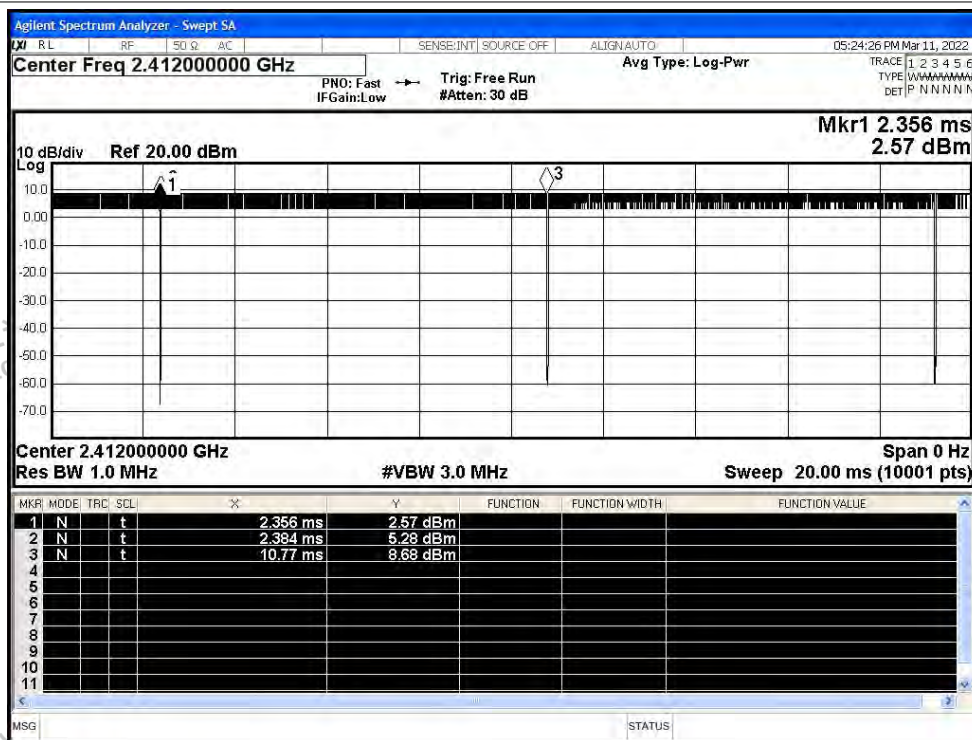 Agilent Spectrum Analyzer - Swept SA
LXI RL RF 50 Ω AC SENSE:INT SOURCE OFF ALIGN AUTO 05:24:26 PM Mar 11, 2022
Center Freq 2.412000000 GHz
Avg Type: Log-Pwr
TRACE 1 2 3 4 5 6
PNO: Fast Trig: Free Run
TYPE W
IFGain:Low #Atten: 30 dB
DET P N N N N N
Mkr1 2.356 ms
2.57 dBm
10 dB/div Ref 20.00 dBm
Log
10.0
0.00
-10.0
-20.0
-30.0
-40.0
-50.0
-60.0
-70.0
1
3
Center 2.412000000 GHz Span 0 Hz
Res BW 1.0 MHz #VBW 3.0 MHz Sweep 20.00 ms (10001 pts)
MKR MODE TRC SCL X Y FUNCTION FUNCTION WIDTH FUNCTION VALUE
1 N t 2.356 ms 2.57 dBm
2 N t 2.384 ms 5.28 dBm
3 N t 10.77 ms 8.68 dBm
4
5
6
7
8
9
10
11
MSG STATUS